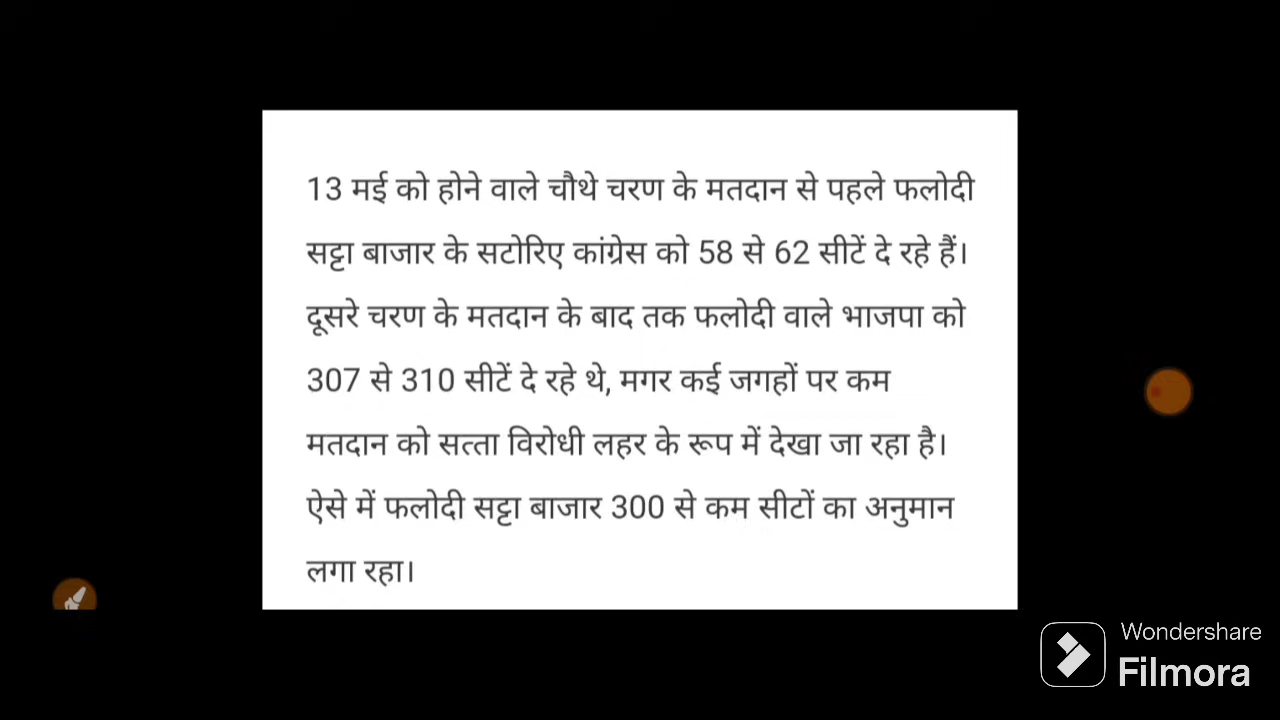 13 मई को होने वाले चौथे चरण के मतदान से पहले फलोदी
सट्टा बाजार के सटोरिए कांग्रेस को 58 से 62 सीटें दे रहे हैं।
दूसरे चरण के मतदान के बाद तक फलोदी वाले भाजपा को
307 से 310 सीटें दे रहे थे, मगर कई जगहों पर कम
मतदान को सत्ता विरोधी लहर के रूप में देखा जा रहा है।
ऐसे में फलोदी सट्टा बाजार 300 से कम सीटों का अनुमान
लगा रहा।
Wondershare
Filmora